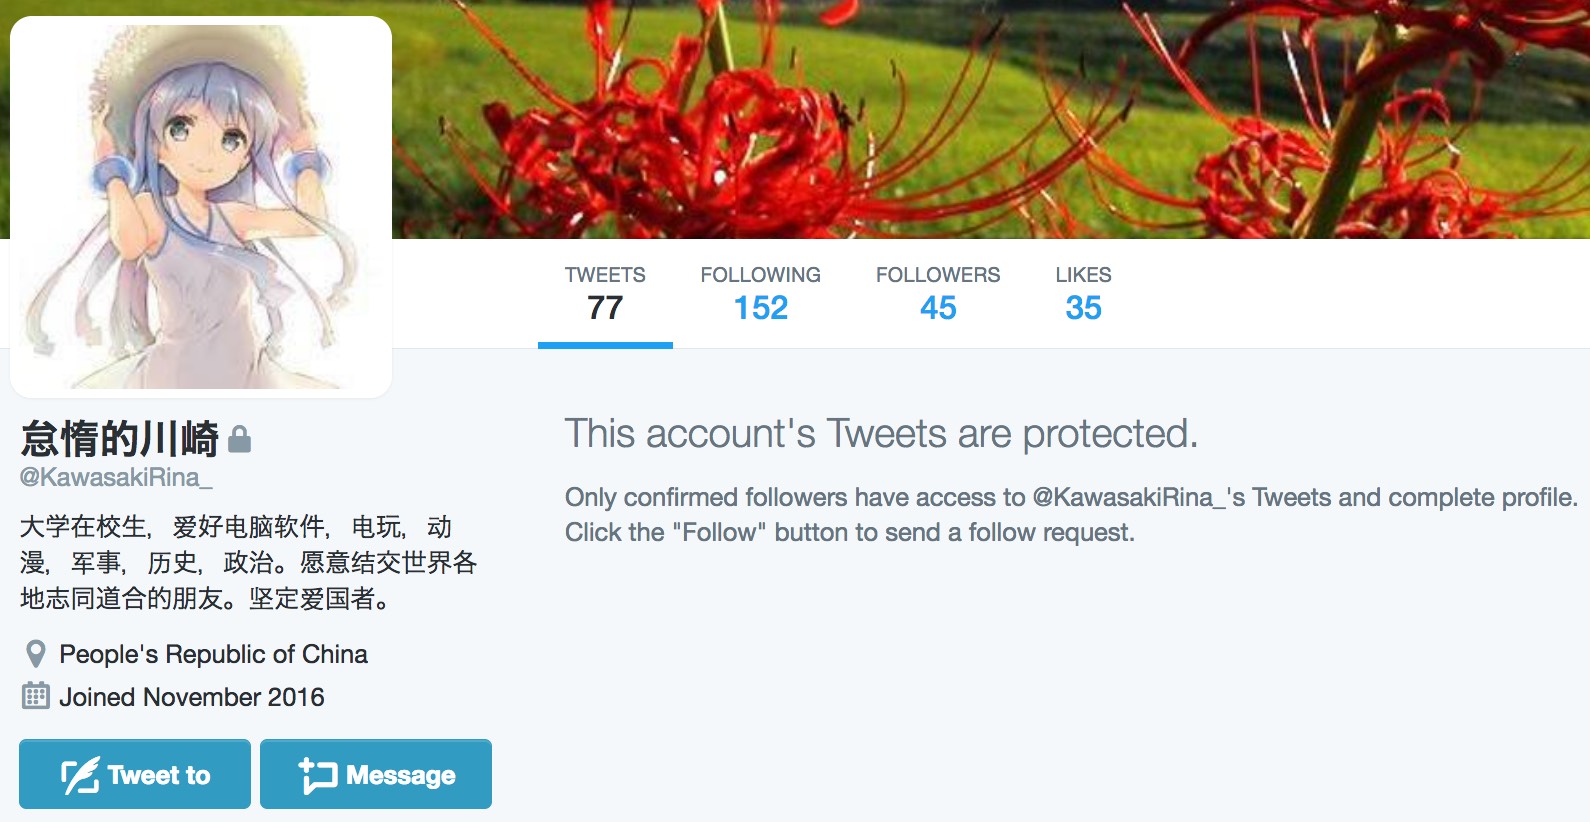 TWEETS
77
FOLLOWING
152
FOLLOWERS
45
LIKES
35
怠惰的川崎
@KawasakiRina_
大学在校生，爱好电脑软件，电玩，动
漫，军事，历史，政治。愿意结交世界各
地志同道合的朋友。坚定爱国者。
People's Republic of China
Joined November 2016
Tweet to
Message
This account's Tweets are protected.
Only confirmed followers have access to @KawasakiRina_'s Tweets and complete profile.
Click the "Follow" button to send a follow request.